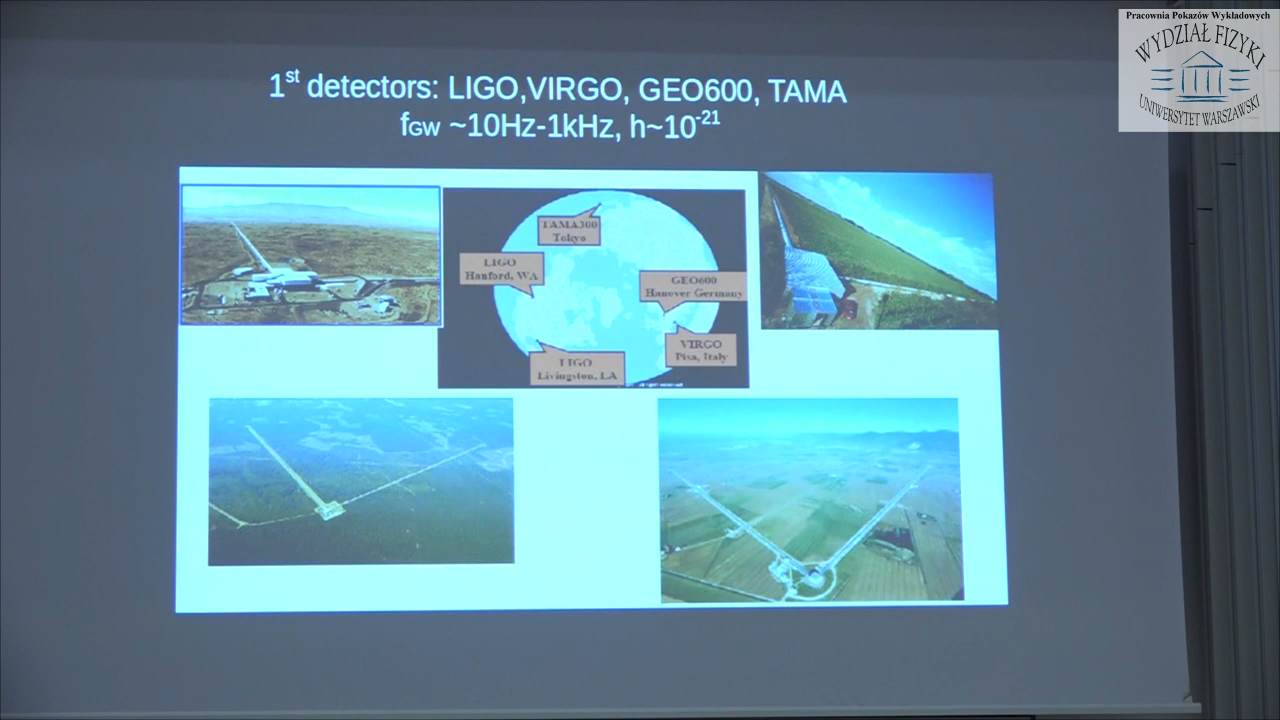 Pracownia Pokazów Wykładowych
WYDZIAŁ FIZYKI
UNIWERSYTET WARSZAWSKI
1st detectors: LIGO,VIRGO, GEO600, TAMA
fGW ~10Hz-1kHz, h~10-21
TAMA300
Tokyo
LIGO
Hanford, WA
GEO600
Hanover Germany
VIRGO
Pisa, Italy
LIGO
Livingston, LA